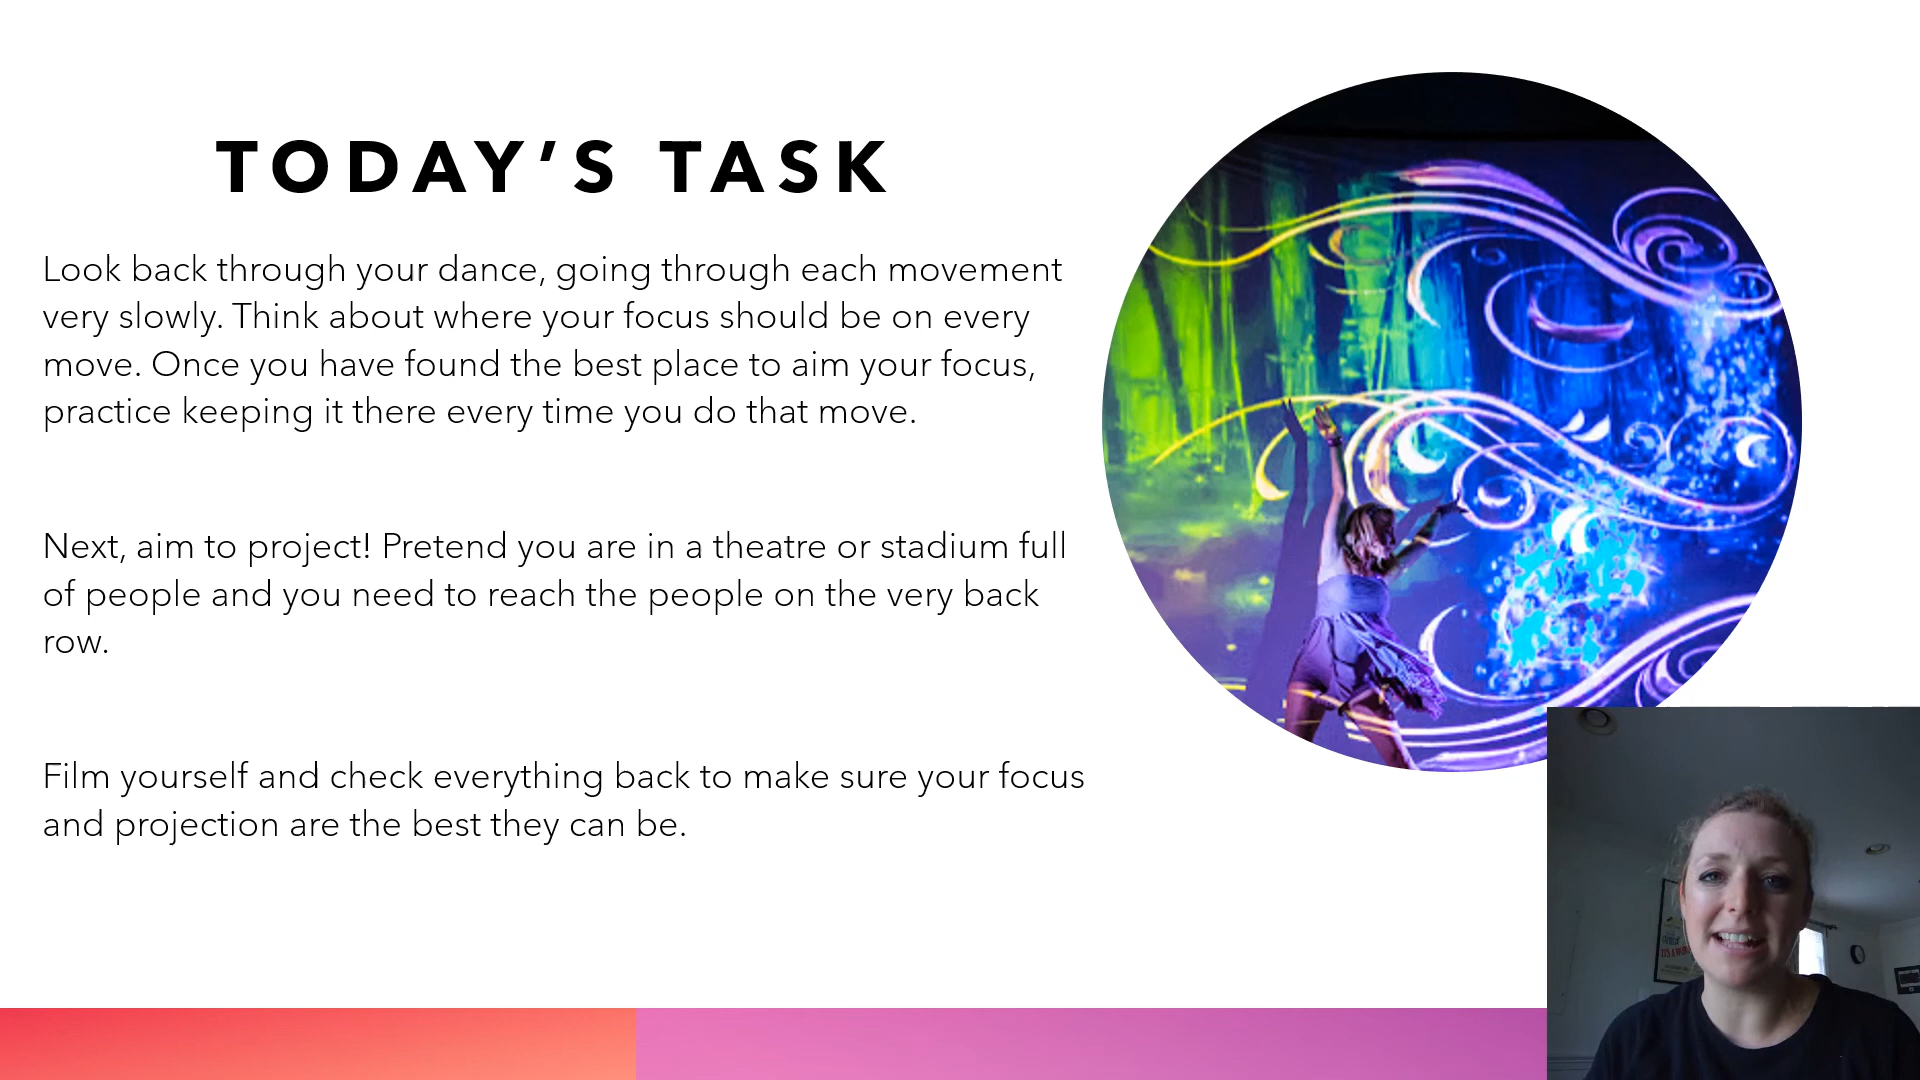 TODAY’S TASK
Look back through your dance, going through each movement
very slowly. Think about where your focus should be on every
move. Once you have found the best place to aim your focus,
practice keeping it there every time you do that move.
Next, aim to project! Pretend you are in a theatre or stadium full
of people and you need to reach the people on the very back
row.
Film yourself and check everything back to make sure your focus
and projection are the best they can be.